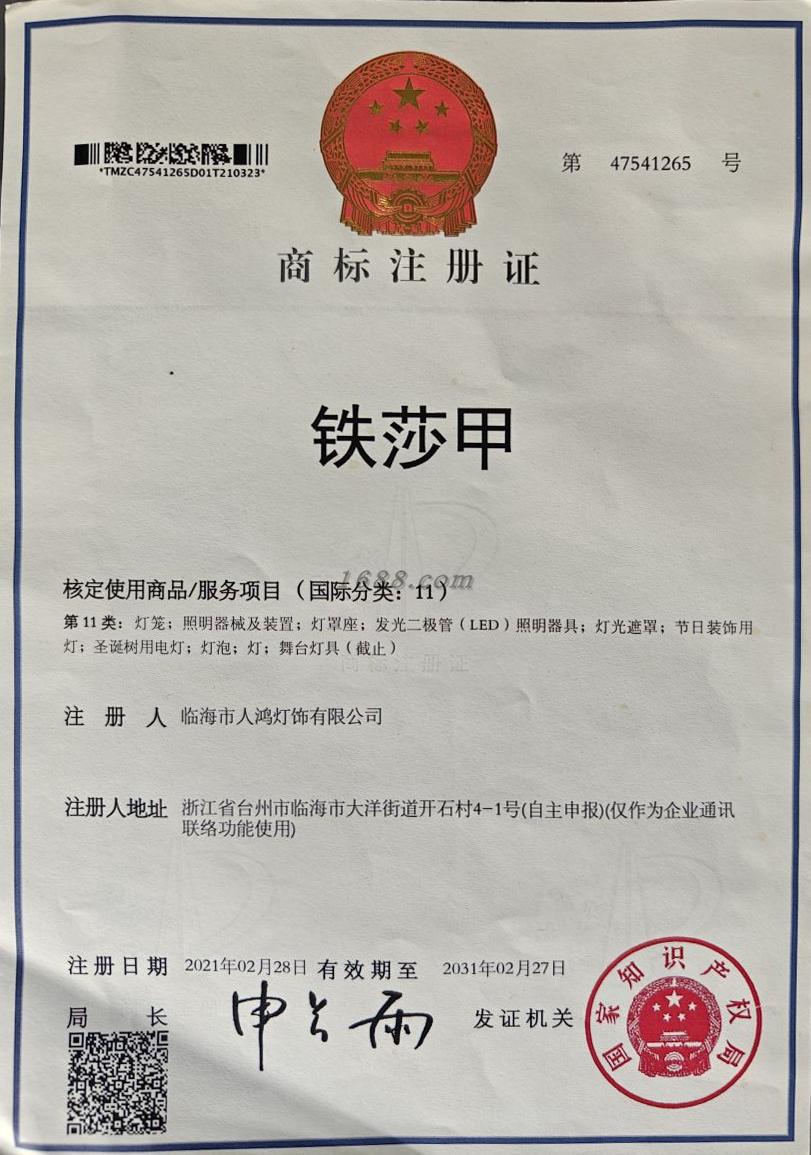 *TMZC47541265D01T210323*
第 47541265 号
商标注册证
铁莎甲
1688.com
核定使用商品/服务项目（国际分类：11）
第11类：灯笼；照明器械及装置；灯罩座；发光二极管（LED）照明器具；灯光遮罩；节日装饰用
灯；圣诞树用电灯；灯泡；灯；舞台灯具（截止）
商标注册证
注册人 临海市人鸿灯饰有限公司
注册人地址 浙江省台州市临海市大洋街道开石村4-1号(自主申报)(仅作为企业通讯
联络功能使用)
注册日期 2021年02月28日 有效期至 2031年02月27日
局长 申长雨 发证机关
国家知识产权局